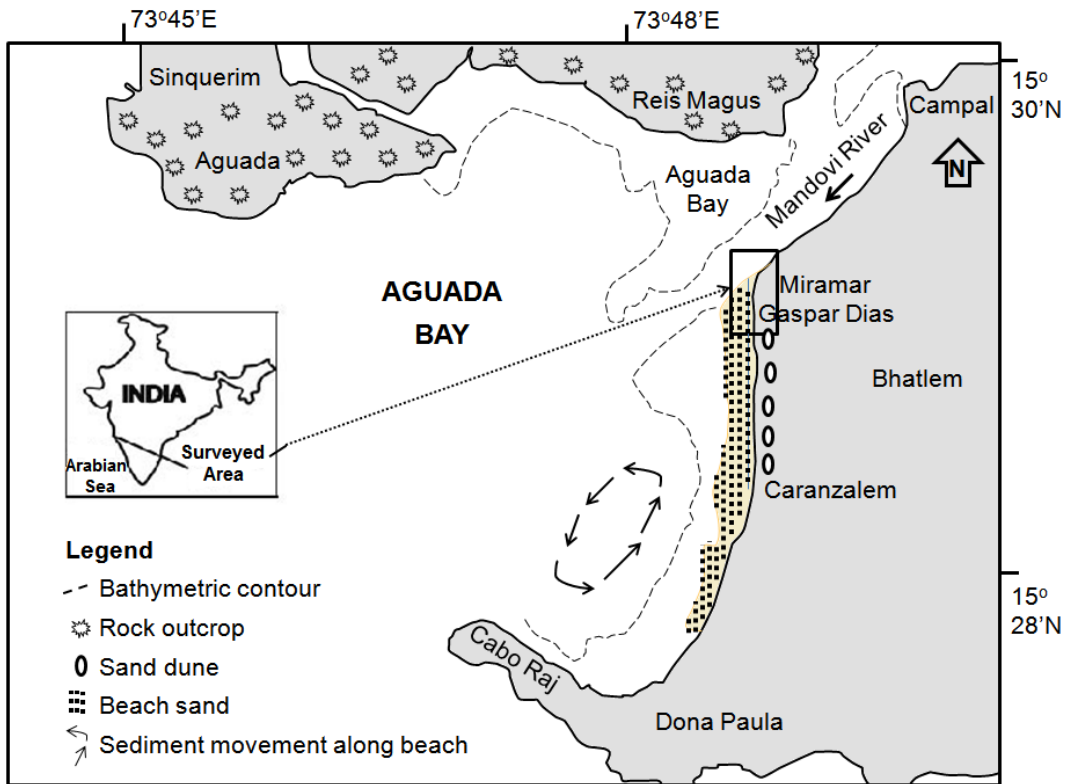 73°45'E
73°48'E
15°
30'N
Sinquerim
Aguada
Reis Magus
Campal
N
Mandovi River
Aguada
Bay
AGUADA
BAY
Miramar
Gaspar Dias
Bhatlem
INDIA
Arabian
Sea
Surveyed
Area
Caranzalem
Legend
Bathymetric contour
Rock outcrop
Sand dune
Beach sand
Sediment movement along beach
15°
28'N
Cabo Raj
Dona Paula